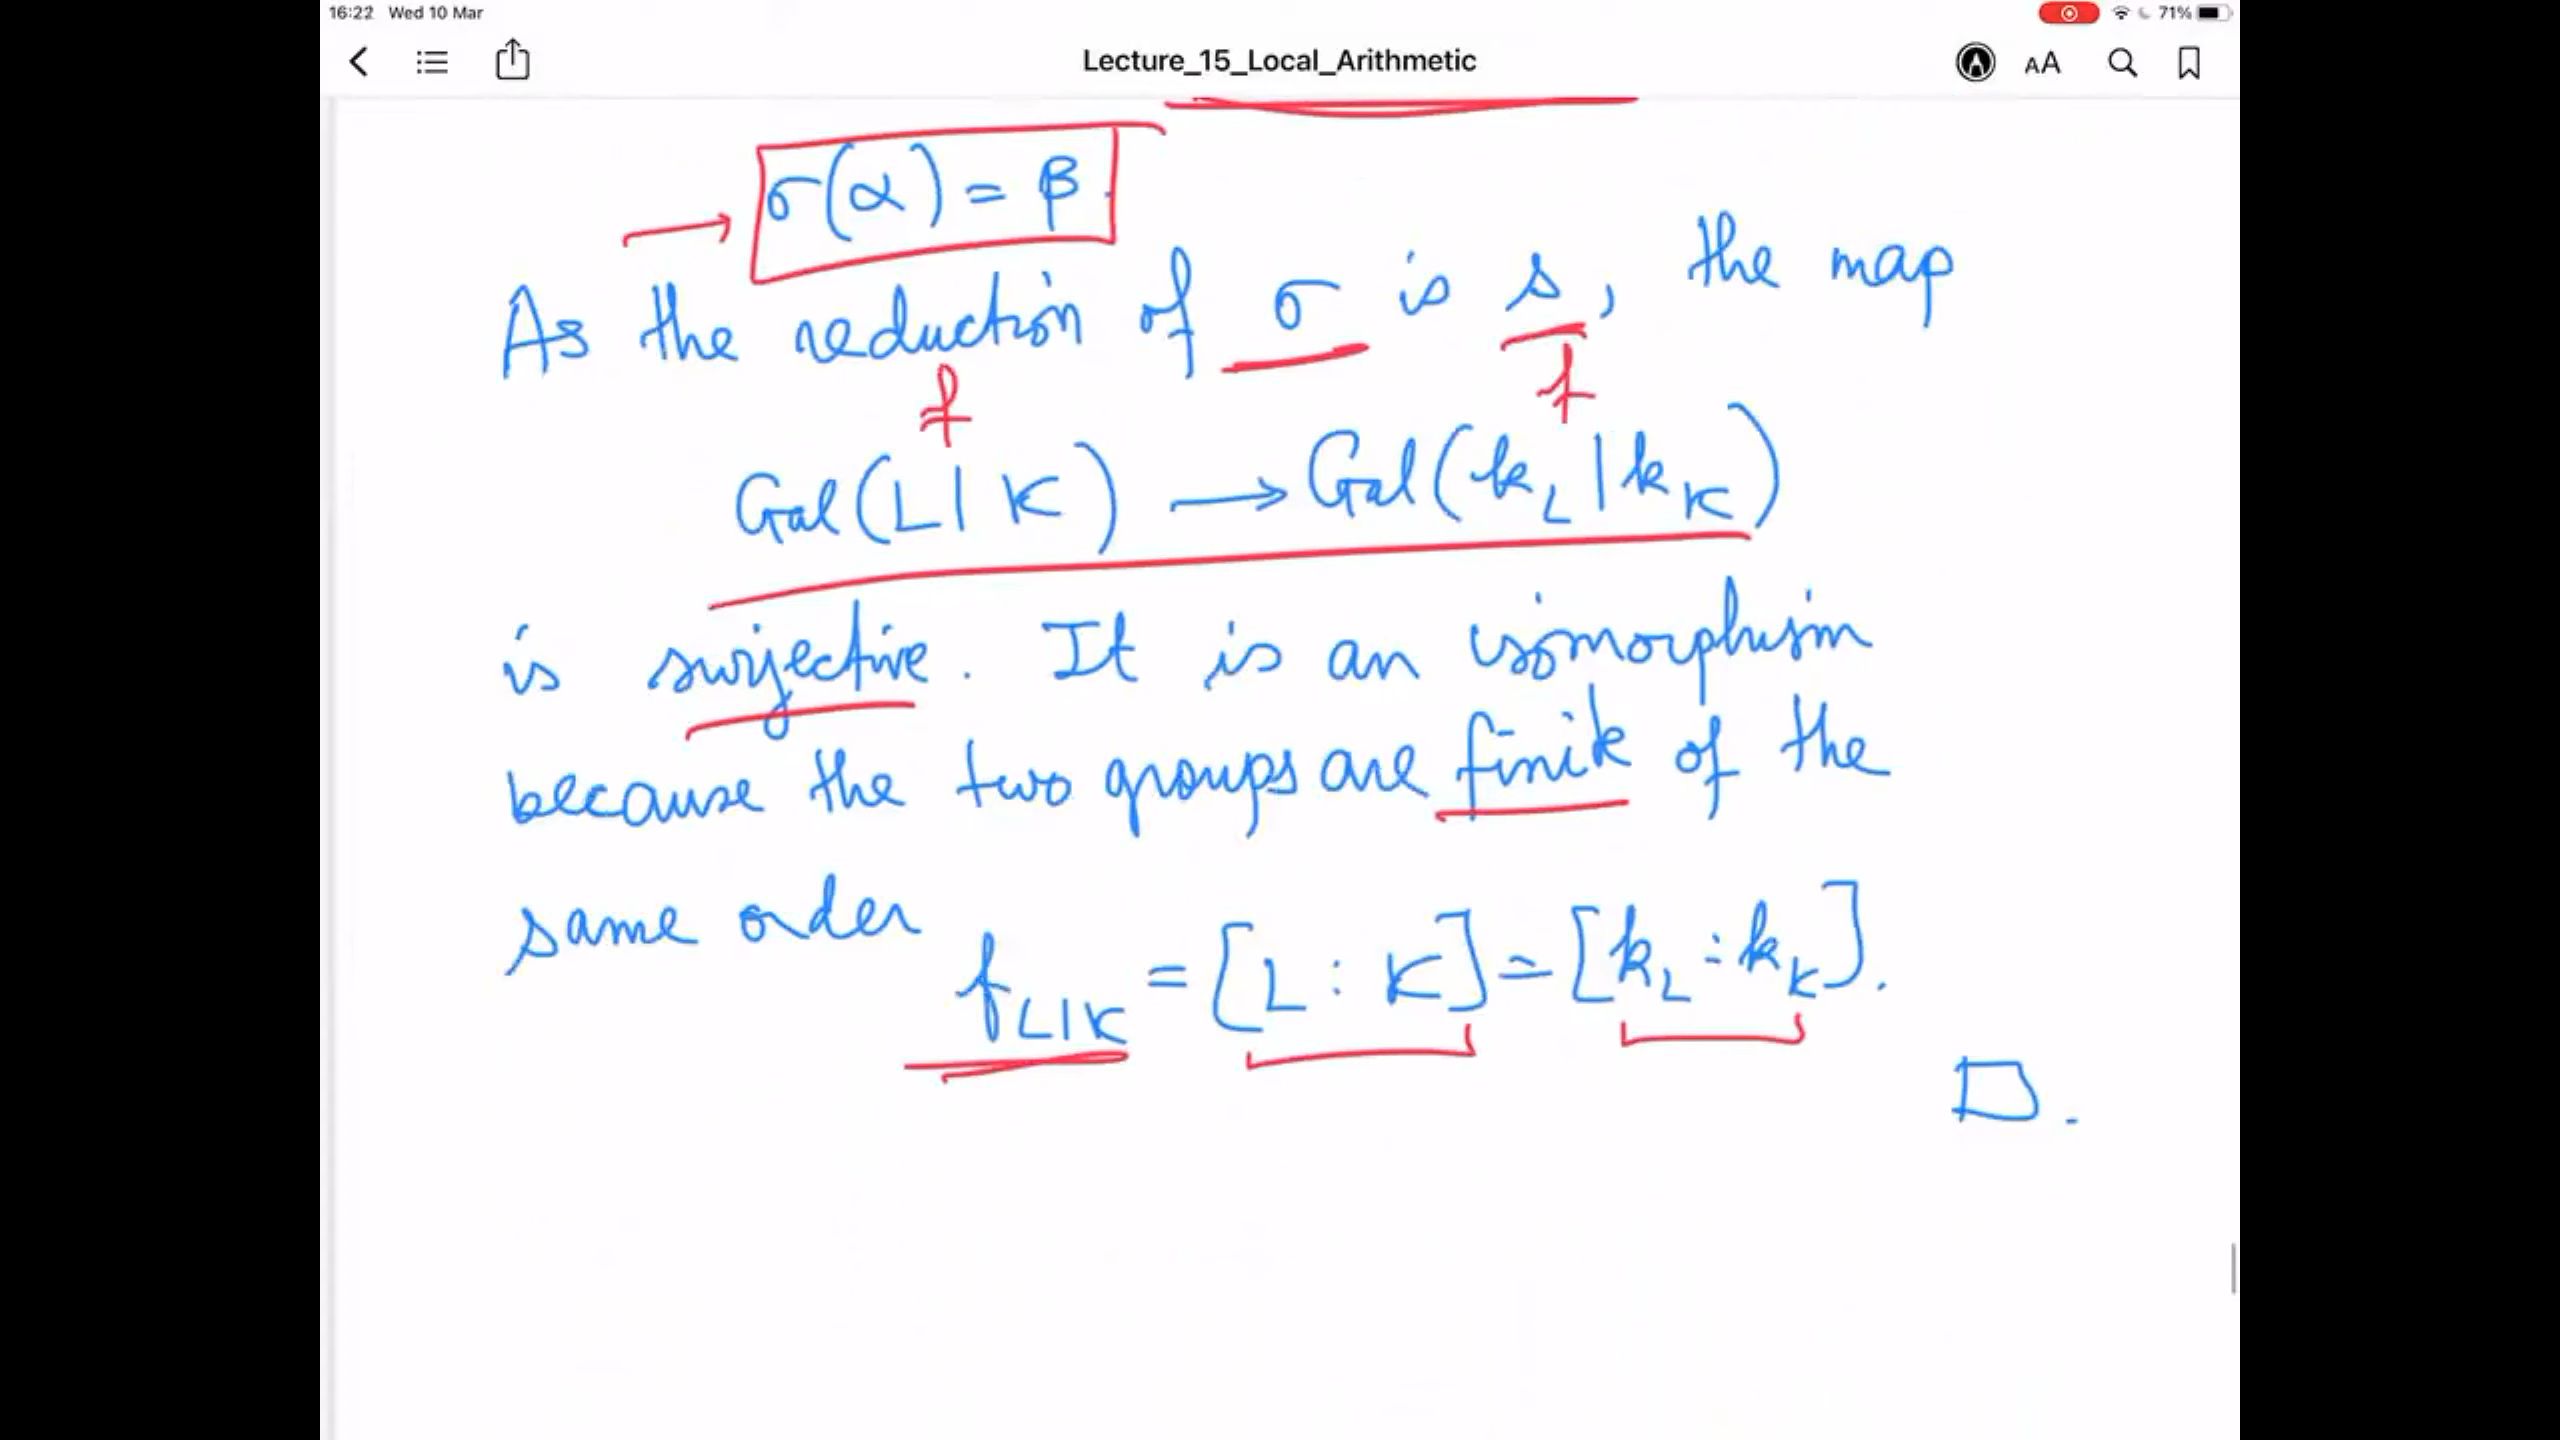 16:22 Wed 10 Mar
71%
Lecture_15_Local_Arithmetic
AA
σ(α) = β.
As the reduction of σ is s, the map
f f
Gal(L|K) → Gal(k_L|k_K)
is surjective. It is an isomorphism
because the two groups are finite of the
same order
f_{L|K} = [L : K] = [k_L : k_K].
□.